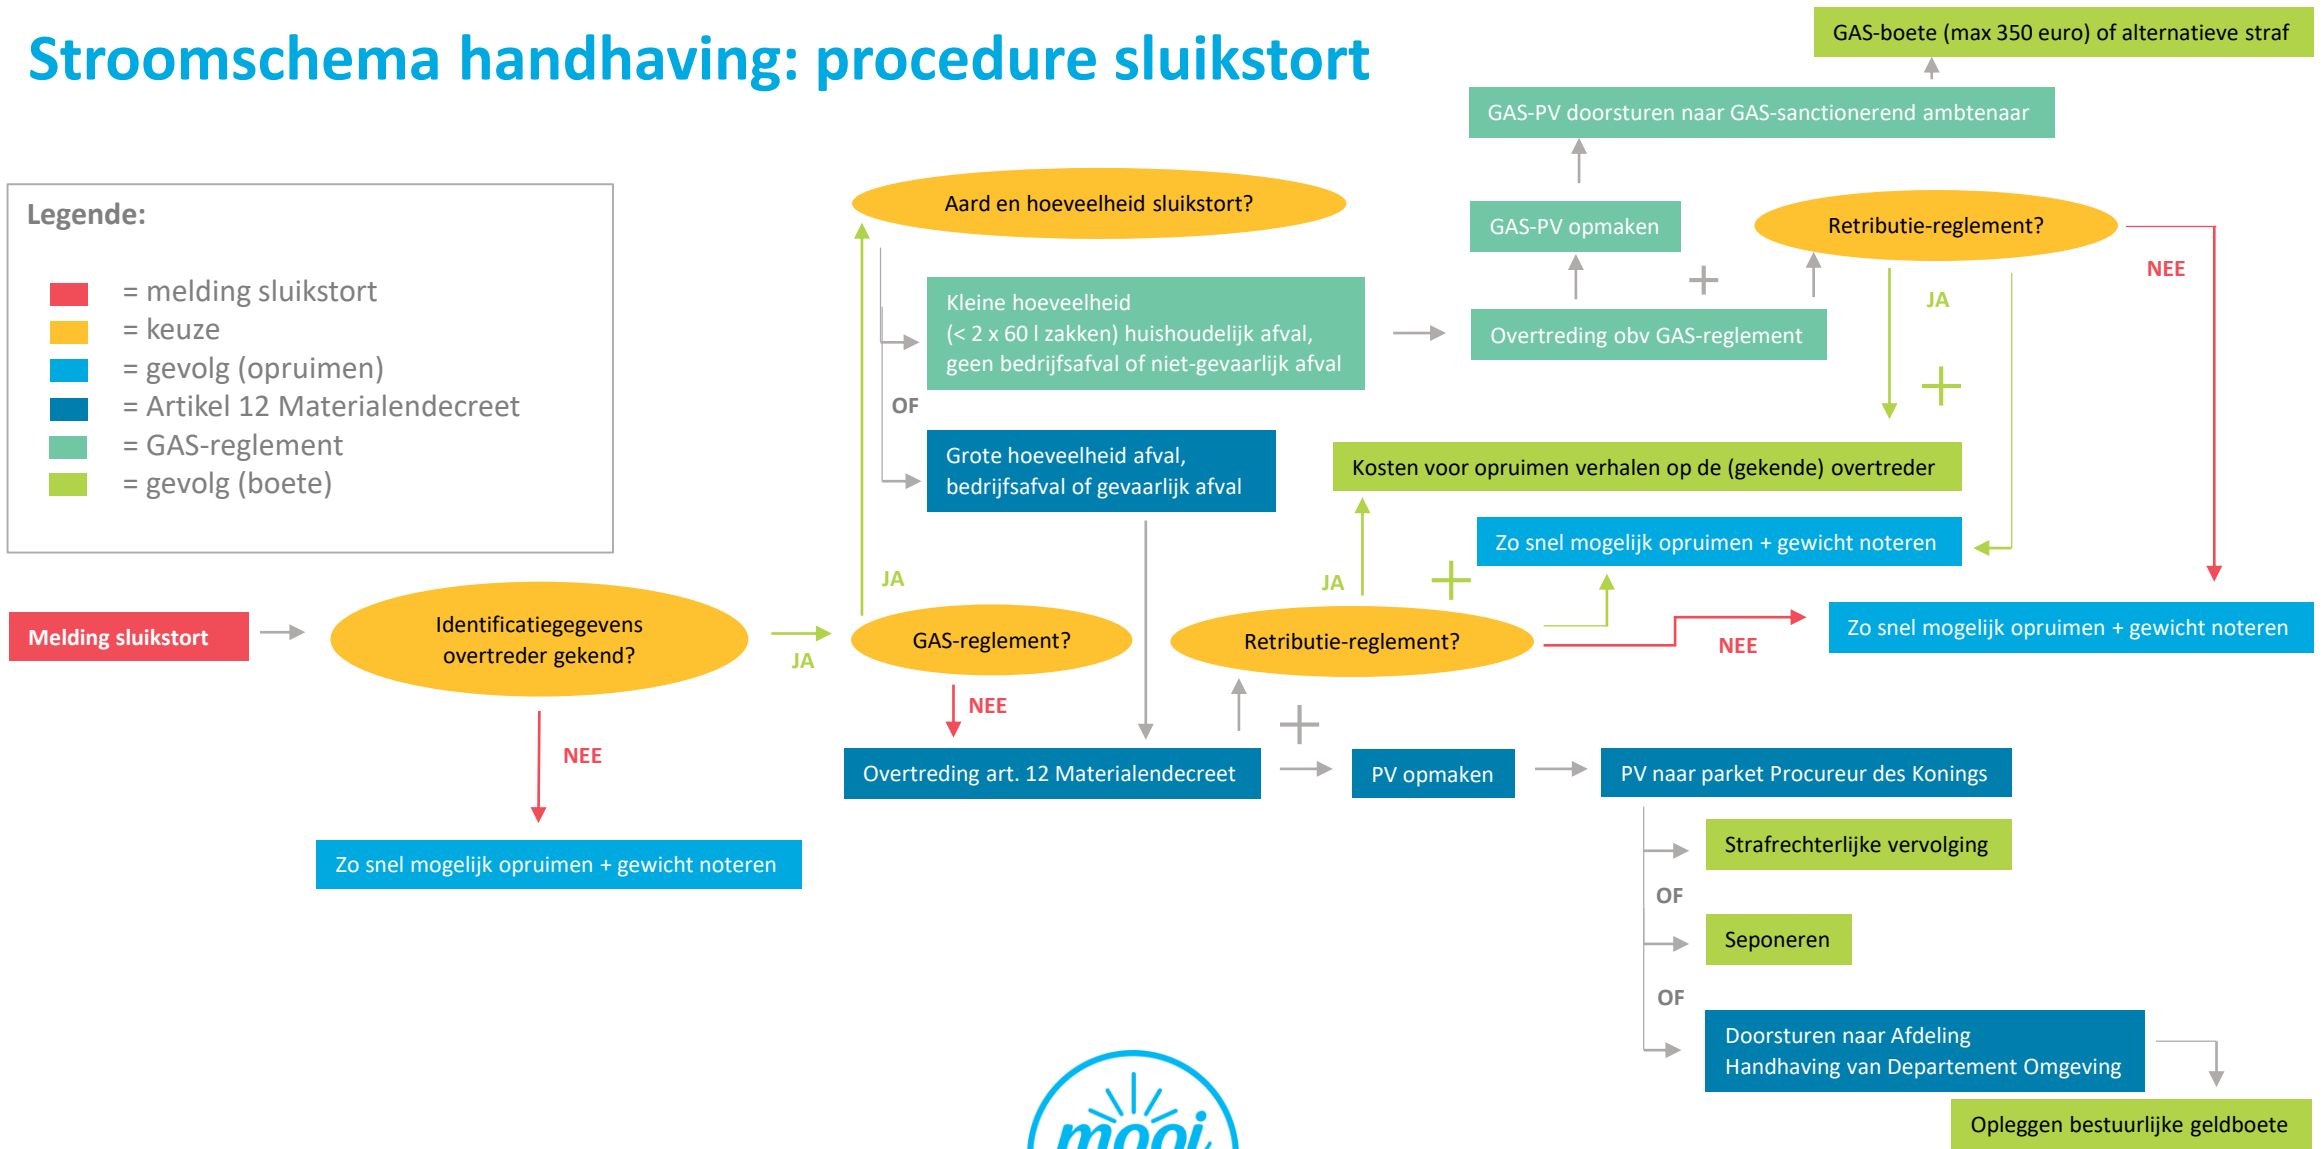 Stroomschema handhaving: procedure sluikstort
GAS-boete (max 350 euro) of alternatieve straf
GAS-PV doorsturen naar GAS-sanctionerend ambtenaar
Legende:
= melding sluikstort
= keuze
= gevolg (opruimen)
= Artikel 12 Materialendecreet
= GAS-reglement
= gevolg (boete)
Aard en hoeveelheid sluikstort?
GAS-PV opmaken
Retributie-reglement?
NEE
JA
Kleine hoeveelheid
(< 2 x 60 l zakken) huishoudelijk afval,
geen bedrijfsafval of niet-gevaarlijk afval
Overtreding obv GAS-reglement
OF
Grote hoeveelheid afval,
bedrijfsafval of gevaarlijk afval
Kosten voor opruimen verhalen op de (gekende) overtreder
Zo snel mogelijk opruimen + gewicht noteren
JA
JA
Melding sluikstort
Identificatiegegevens
overtreder gekend?
JA
GAS-reglement?
Retributie-reglement?
NEE
Zo snel mogelijk opruimen + gewicht noteren
NEE
NEE
Overtreding art. 12 Materialendecreet
PV opmaken
PV naar parket Procureur des Konings
Zo snel mogelijk opruimen + gewicht noteren
Strafrechterlijke vervolging
OF
Seponeren
OF
Doorsturen naar Afdeling
Handhaving van Departement Omgeving
Opleggen bestuurlijke geldboete
mooi